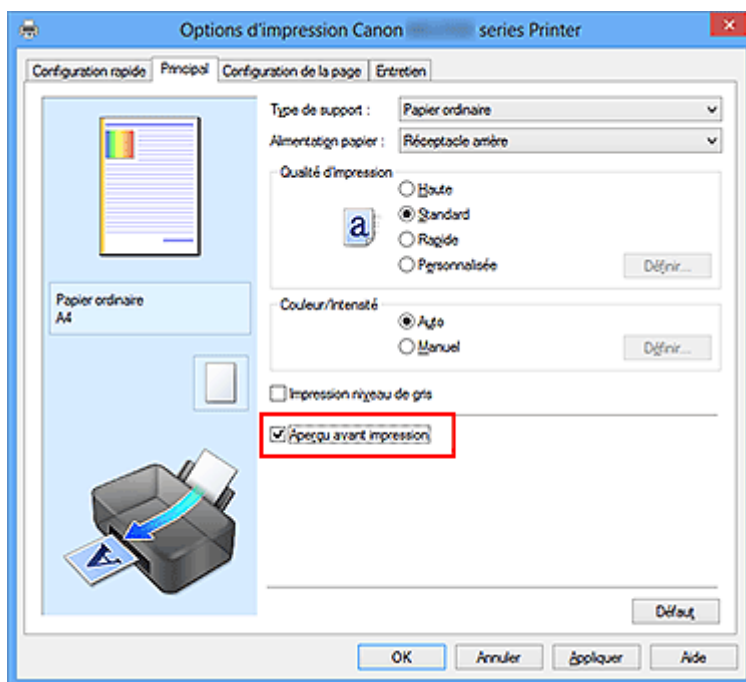 Options d'impression Canon series Printer
Configuration rapide Principal Configuration de la page Entretien
Type de support : Papier ordinaire
Alimentation papier : Réceptacle arrière
Qualité d'impression
Haute
a Standard
Rapide
Personnalisée Définir...
Papier ordinaire
A4
Couleur/Intensité
Auto
Manuel Définir...
Impression niveau de gris
Aperçu avant impression
A
Défaut
OK Annuler Appliquer Aide